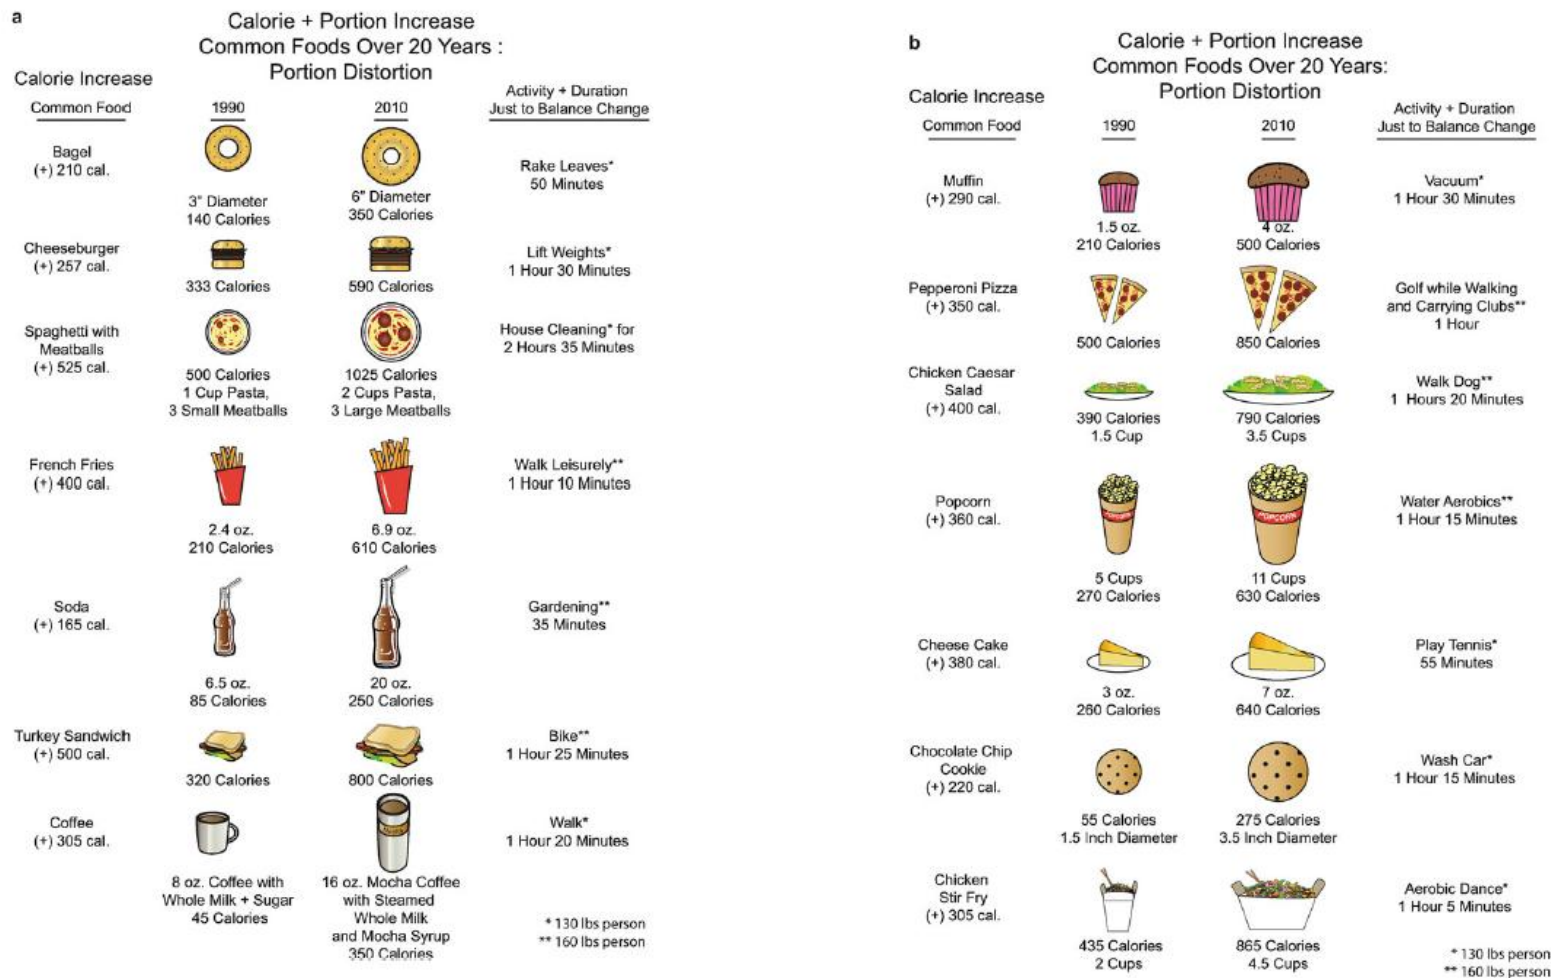 a
Calorie + Portion Increase
Common Foods Over 20 Years :
Portion Distortion
Calorie Increase
Common Food
1990
2010
Activity + Duration
Just to Balance Change
Bagel
(+) 210 cal.
3" Diameter
140 Calories
6" Diameter
350 Calories
Rake Leaves*
50 Minutes
Cheeseburger
(+) 257 cal.
333 Calories
590 Calories
Lift Weights*
1 Hour 30 Minutes
Spaghetti with
Meatballs
(+) 525 cal.
500 Calories
1 Cup Pasta,
3 Small Meatballs
1025 Calories
2 Cups Pasta,
3 Large Meatballs
House Cleaning* for
2 Hours 35 Minutes
French Fries
(+) 400 cal.
2.4 oz.
210 Calories
6.9 oz.
610 Calories
Walk Leisurely**
1 Hour 10 Minutes
Soda
(+) 165 cal.
6.5 oz.
85 Calories
20 oz.
250 Calories
Gardening**
35 Minutes
Turkey Sandwich
(+) 500 cal.
320 Calories
800 Calories
Bike**
1 Hour 25 Minutes
Coffee
(+) 305 cal.
8 oz. Coffee with
Whole Milk + Sugar
45 Calories
16 oz. Mocha Coffee
with Steamed
Whole Milk
and Mocha Syrup
350 Calories
Walk*
1 Hour 20 Minutes
* 130 lbs person
** 160 lbs person
b
Calorie + Portion Increase
Common Foods Over 20 Years:
Portion Distortion
Calorie Increase
Common Food
1990
2010
Activity + Duration
Just to Balance Change
Muffin
(+) 290 cal.
1.5 oz.
210 Calories
4 oz.
500 Calories
Vacuum*
1 Hour 30 Minutes
Pepperoni Pizza
(+) 350 cal.
500 Calories
850 Calories
Golf while Walking
and Carrying Clubs**
1 Hour
Chicken Caesar
Salad
(+) 400 cal.
390 Calories
1.5 Cup
790 Calories
3.5 Cups
Walk Dog**
1 Hours 20 Minutes
Popcorn
(+) 360 cal.
POPCORN
5 Cups
270 Calories
POPCORN
11 Cups
630 Calories
Water Aerobics**
1 Hour 15 Minutes
Cheese Cake
(+) 380 cal.
3 oz.
260 Calories
7 oz.
640 Calories
Play Tennis*
55 Minutes
Chocolate Chip
Cookie
(+) 220 cal.
55 Calories
1.5 Inch Diameter
275 Calories
3.5 Inch Diameter
Wash Car*
1 Hour 15 Minutes
Chicken
Stir Fry
(+) 305 cal.
435 Calories
2 Cups
865 Calories
4.5 Cups
Aerobic Dance*
1 Hour 5 Minutes
* 130 lbs person
** 160 lbs person